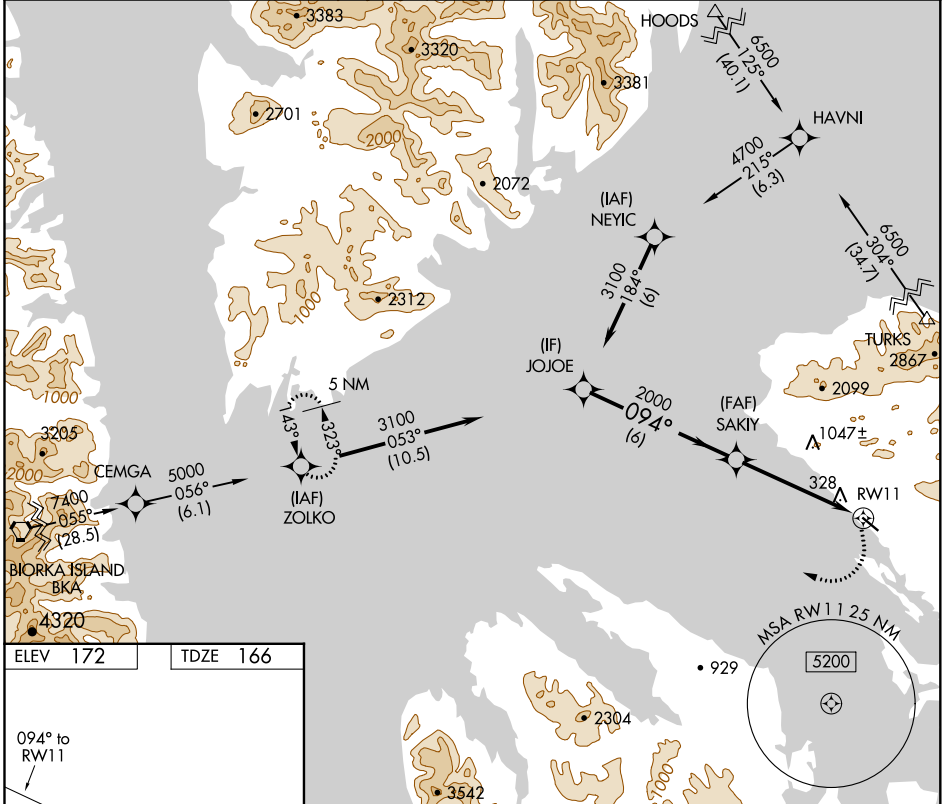 3383
3320
2701
3381
2000
2072
HOODS
6500
125°
(40.1)
HAVNI
4700
215°
(6.3)
(IAF)
NEYIC
3100
184°
(6)
6500
304°
(34.7)
TURKS
2867
2099
1000
2312
(IF)
JOJOE
2000
094°
(6)
(FAF)
SAKIY
1047±
328
RW11
5 NM
143°
323°
3100
053°
(10.5)
(IAF)
ZOLKO
1000
3205
2000
CEMGA
5000
056°
(6.1)
7400
055°
(28.5)
BIORKA ISLAND
BKA
4320
ELEV 172
TDZE 166
094° to
RW11
929
2304
3542
1000
MSA RW11 25 NM
5200